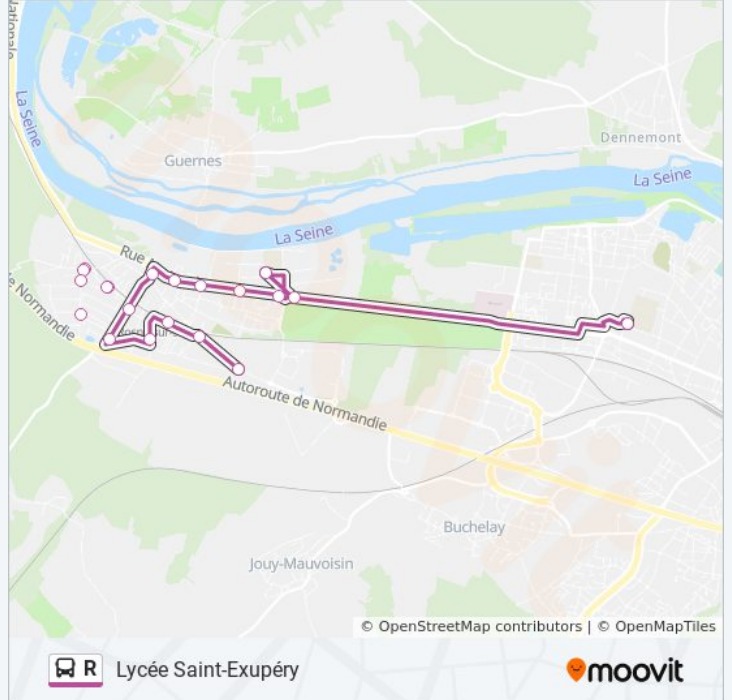 Nationale
La Seine
Guernes
Dennemont
La Seine
La Seine
Rue
de Normandie
Autoroute de Normandie
Buchelay
Jouy-Mauvoisin
© OpenStreetMap contributors | © OpenMapTiles
R Lycée Saint-Exupéry
moovit